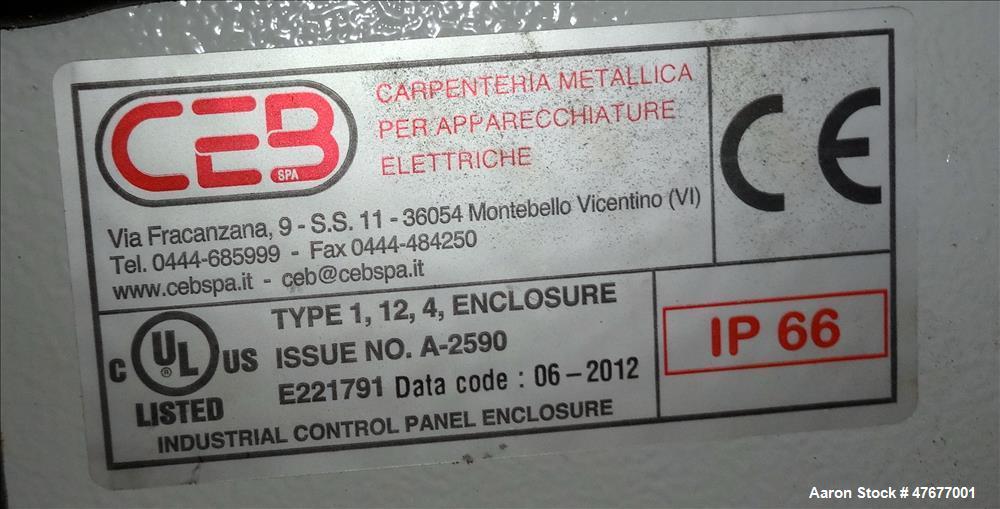 CEB
SPA
CARPENTERIA METALLICA
PER APPARECCHIATURE
ELETTRICHE
CE
Via Fracanzana, 9 - S.S. 11 - 36054 Montebello Vicentino (VI)
Tel. 0444-685999 - Fax 0444-484250
www.cebspa.it - ceb@cebspa.it
C UL US
®
LISTED
TYPE 1, 12, 4, ENCLOSURE
ISSUE NO. A-2590
E221791 Data code : 06-2012
INDUSTRIAL CONTROL PANEL ENCLOSURE
IP 66
Aaron Stock # 47677001